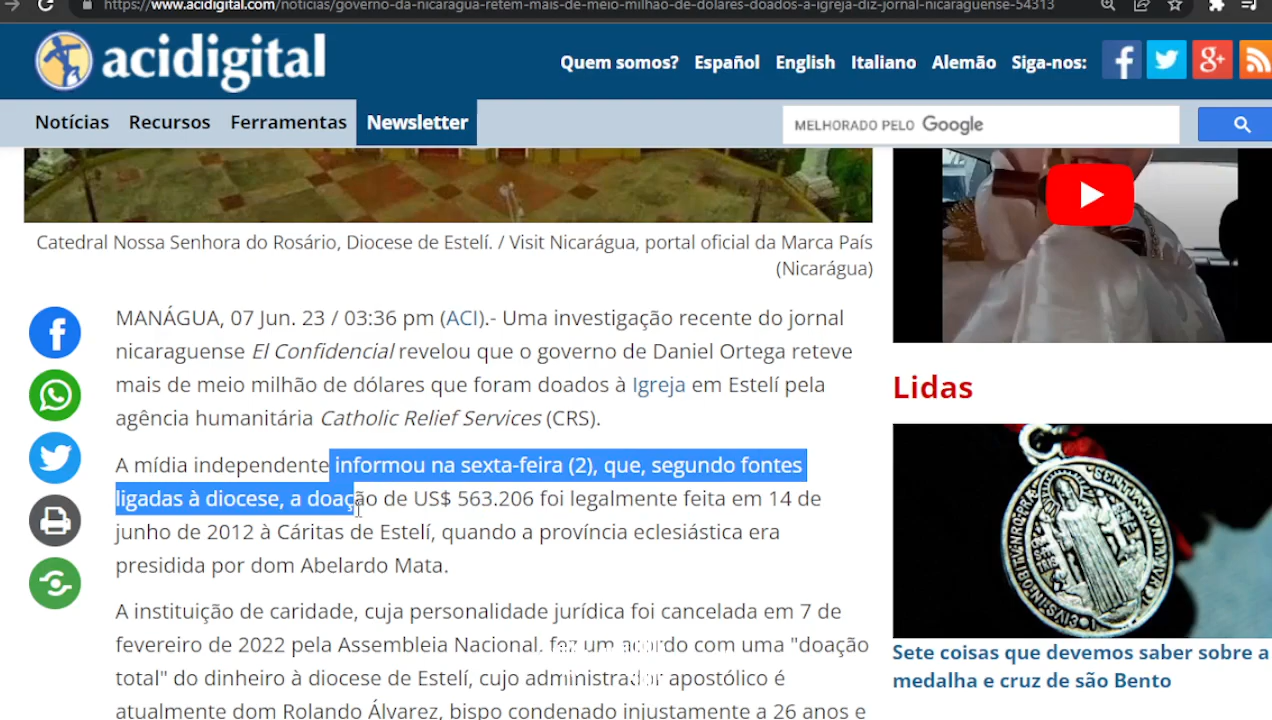 https://www.acidigital.com/noticias/governo-da-nicaragua-retem-mais-de-meio-milhao-de-dolares-doados-a-igreja-diz-jornal-nicaraguense-54313
acidigital
Quem somos? Español English Italiano Alemão Siga-nos:
Notícias Recursos Ferramentas Newsletter
MELHORADO PELO Google
Catedral Nossa Senhora do Rosário, Diocese de Estelí. / Visit Nicarágua, portal oficial da Marca País
(Nicarágua)
MANÁGUA, 07 Jun. 23 / 03:36 pm (ACI).- Uma investigação recente do jornal
nicaraguense El Confidencial revelou que o governo de Daniel Ortega reteve
mais de meio milhão de dólares que foram doados à Igreja em Estelí pela
agência humanitária Catholic Relief Services (CRS).
A mídia independente informou na sexta-feira (2), que, segundo fontes
ligadas à diocese, a doação de US$ 563.206 foi legalmente feita em 14 de
junho de 2012 à Cáritas de Estelí, quando a província eclesiástica era
presidida por dom Abelardo Mata.
A instituição de caridade, cuja personalidade jurídica foi cancelada em 7 de
fevereiro de 2022 pela Assembleia Nacional, fez um acordo com uma "doação
total" do dinheiro à diocese de Estelí, cujo administrador apostólico é
atualmente dom Rolando Álvarez, bispo condenado injustamente a 26 anos e
Lidas
Sete coisas que devemos saber sobre a
medalha e cruz de são Bento